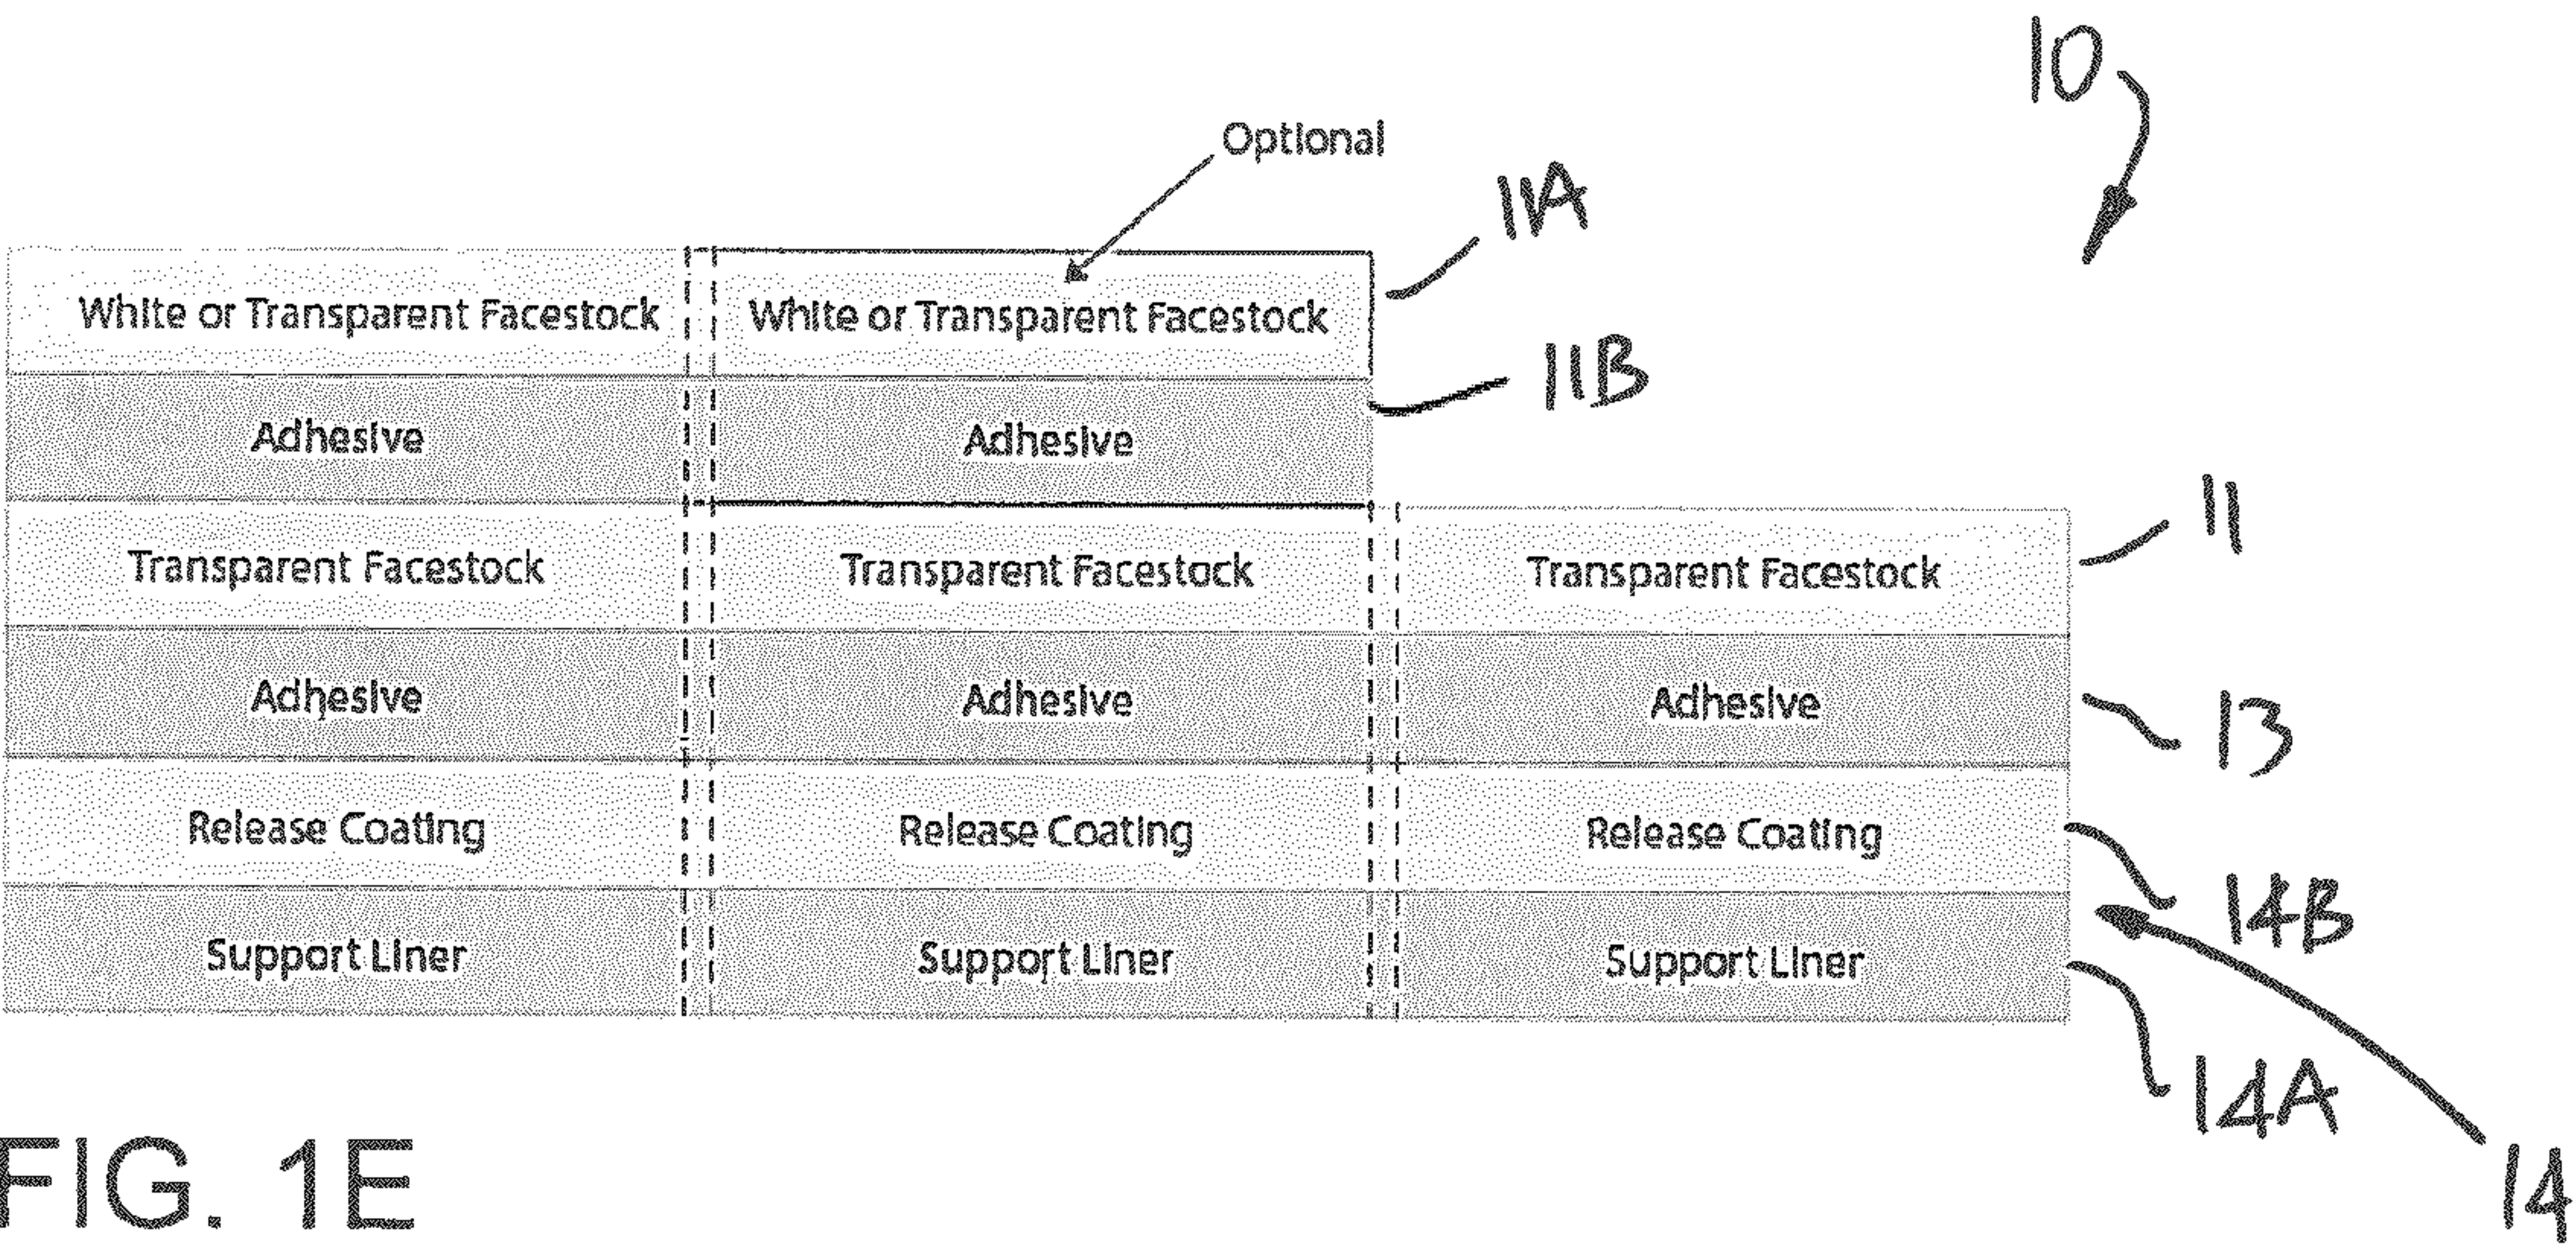 10
Optional
11A
White or Transparent Facestock White or Transparent Facestock
11B
Adhesive Adhesive
11
Transparent Facestock Transparent Facestock Transparent Facestock
Adhesive Adhesive Adhesive
13
Release Coating Release Coating Release Coating
14B
Support Liner Support Liner Support Liner
14A
FIG. 1E
14